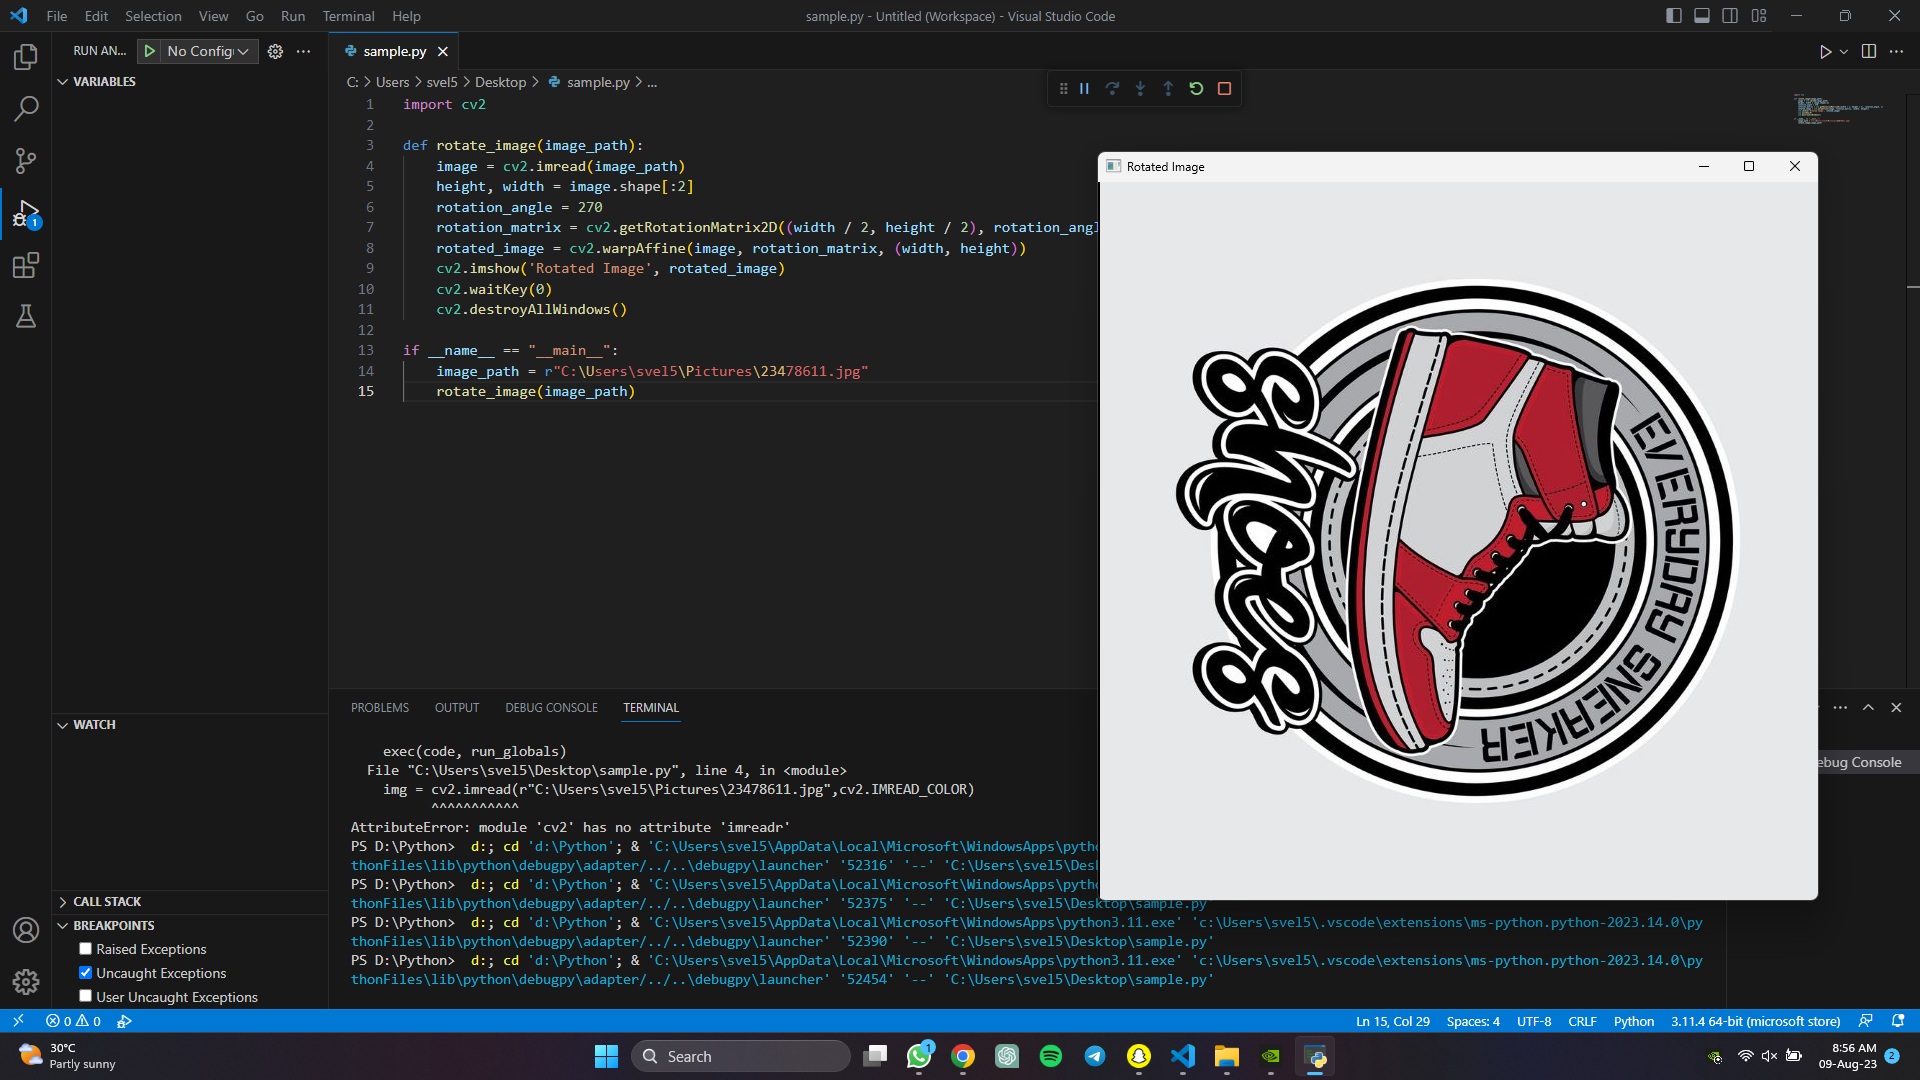 File Edit Selection View Go Run Terminal Help
sample.py - Untitled (Workspace) - Visual Studio Code
RUN AN...
No Config
sample.py
VARIABLES
C: > Users > svel5 > Desktop > sample.py > ...
1 import cv2
2
3 def rotate_image(image_path):
4 image = cv2.imread(image_path)
5 height, width = image.shape[:2]
6 rotation_angle = 270
7 rotation_matrix = cv2.getRotationMatrix2D((width / 2, height / 2), rotation_angl
8 rotated_image = cv2.warpAffine(image, rotation_matrix, (width, height))
9 cv2.imshow('Rotated Image', rotated_image)
10 cv2.waitKey(0)
11 cv2.destroyAllWindows()
12
13 if __name__ == "__main__":
14 image_path = r"C:\Users\svel5\Pictures\23478611.jpg"
15 rotate_image(image_path)
1
Rotated Image
Shoes
EVERYDAY SNEAKER
WATCH
CALL STACK
BREAKPOINTS
Raised Exceptions
Uncaught Exceptions
User Uncaught Exceptions
PROBLEMS OUTPUT DEBUG CONSOLE TERMINAL
exec(code, run_globals)
File "C:\Users\svel5\Desktop\sample.py", line 4, in <module>
img = cv2.imread(r"C:\Users\svel5\Pictures\23478611.jpg",cv2.IMREAD_COLOR)
^^^^^^^^^^^
AttributeError: module 'cv2' has no attribute 'imreadr'
PS D:\Python> d:; cd 'd:\Python'; & 'C:\Users\svel5\AppData\Local\Microsoft\WindowsApps\pytho
thonFiles\lib\python\debugpy\adapter/../..\debugpy\launcher' '52316' '--' 'C:\Users\svel5\Des
PS D:\Python> d:; cd 'd:\Python'; & 'C:\Users\svel5\AppData\Local\Microsoft\WindowsApps\pytho
thonFiles\lib\python\debugpy\adapter/../..\debugpy\launcher' '52375' '--' 'C:\Users\svel5\Desktop\sample.py'
PS D:\Python> d:; cd 'd:\Python'; & 'C:\Users\svel5\AppData\Local\Microsoft\WindowsApps\python3.11.exe' 'c:\Users\svel5\.vscode\extensions\ms-python.python-2023.14.0\py
thonFiles\lib\python\debugpy\adapter/../..\debugpy\launcher' '52390' '--' 'C:\Users\svel5\Desktop\sample.py'
PS D:\Python> d:; cd 'd:\Python'; & 'C:\Users\svel5\AppData\Local\Microsoft\WindowsApps\python3.11.exe' 'c:\Users\svel5\.vscode\extensions\ms-python.python-2023.14.0\py
thonFiles\lib\python\debugpy\adapter/../..\debugpy\launcher' '52454' '--' 'C:\Users\svel5\Desktop\sample.py'
ebug Console
0 0
Ln 15, Col 29 Spaces: 4 UTF-8 CRLF Python 3.11.4 64-bit (microsoft store)
30°C
Partly sunny
Search
1
8:56 AM
09-Aug-23
2